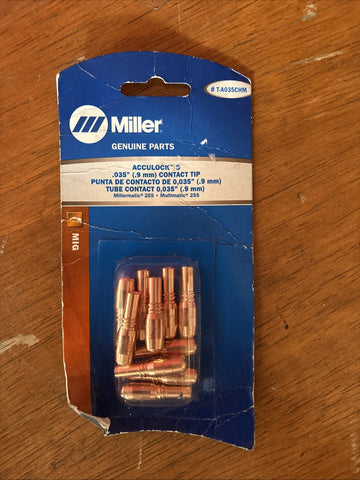 # T-A035CHM
Miller
GENUINE PARTS
ACCULOCK™ S
.035" (.9 mm) CONTACT TIP
PUNTA DE CONTACTO DE 0,035" (.9 mm)
TUBE CONTACT 0,035" (.9 mm)
Millermatic® 255 • Multimatic® 255
MIG